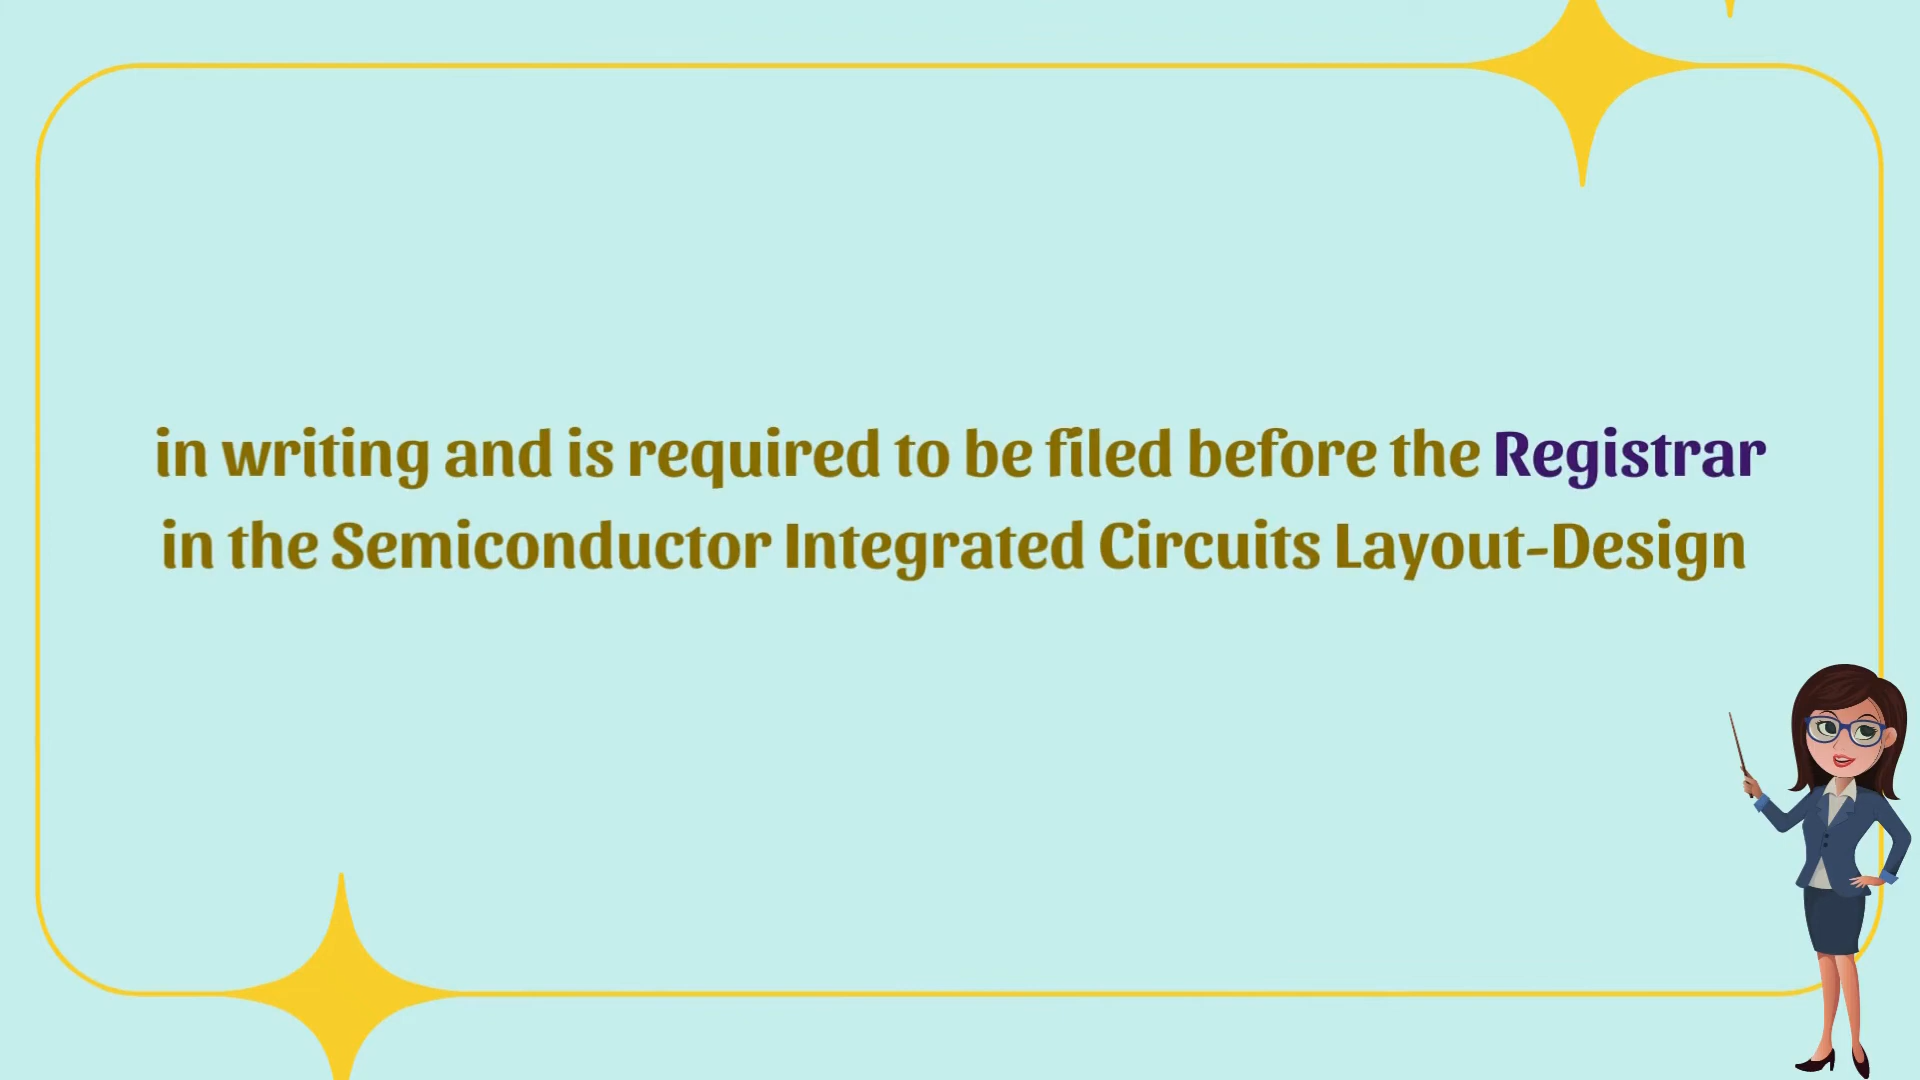 in writing and is required to be filed before the Registrar
in the Semiconductor Integrated Circuits Layout-Design